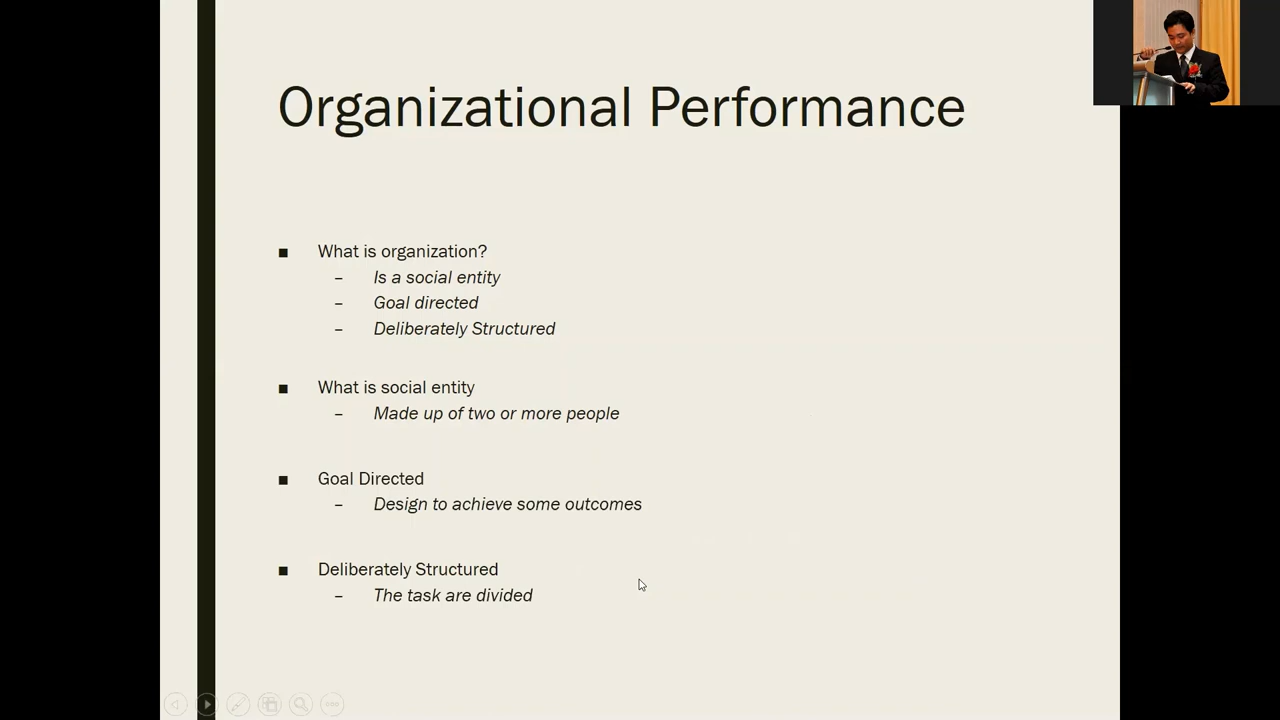 Organizational Performance
■ What is organization?
– Is a social entity
– Goal directed
– Deliberately Structured
■ What is social entity
– Made up of two or more people
■ Goal Directed
– Design to achieve some outcomes
■ Deliberately Structured
– The task are divided